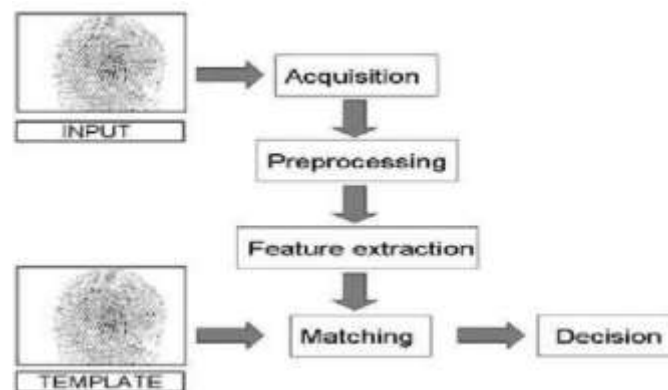 Acquisition
INPUT
Preprocessing
Feature extraction
Matching
Decision
TEMPLATE